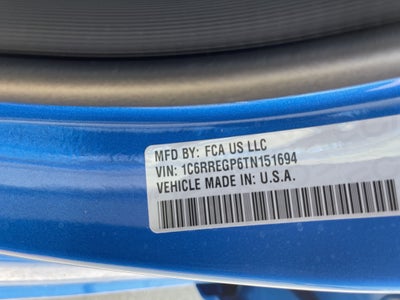 MFD BY: FCA US LLC
VIN: 1C6RREGP6TN151694
VEHICLE MADE IN U.S.A.